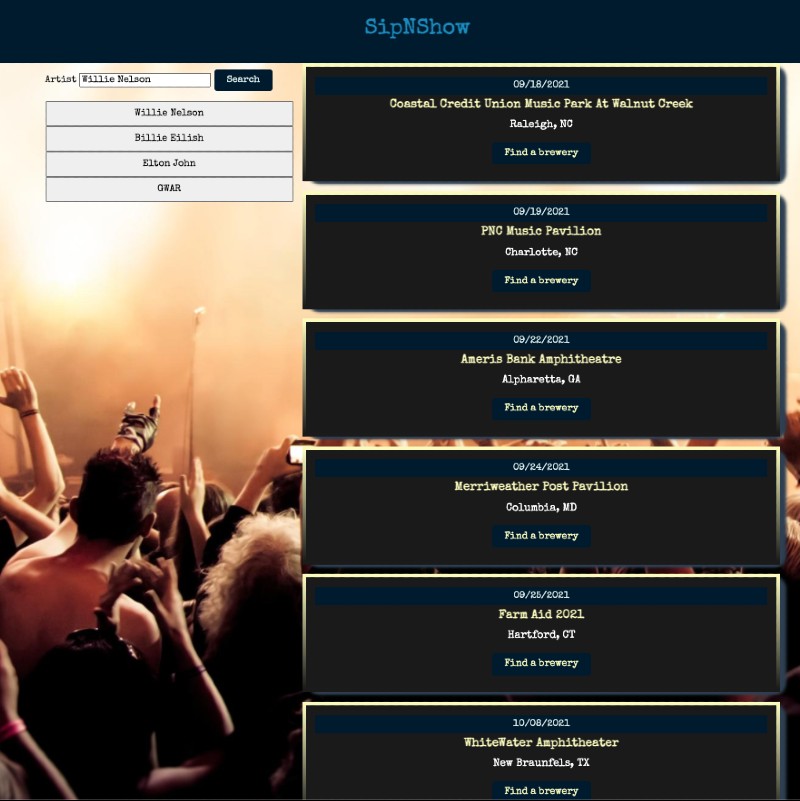 SipNShow
Artist Willie Nelson Search
Willie Nelson
Billie Eilish
Elton John
GWAR
09/18/2021
Coastal Credit Union Music Park At Walnut Creek
Raleigh, NC
Find a brewery
09/19/2021
PNC Music Pavilion
Charlotte, NC
Find a brewery
09/22/2021
Ameris Bank Amphitheatre
Alpharetta, GA
Find a brewery
09/24/2021
Merriweather Post Pavilion
Columbia, MD
Find a brewery
09/25/2021
Farm Aid 2021
Hartford, CT
Find a brewery
10/08/2021
WhiteWater Amphitheater
New Braunfels, TX
Find a brewery